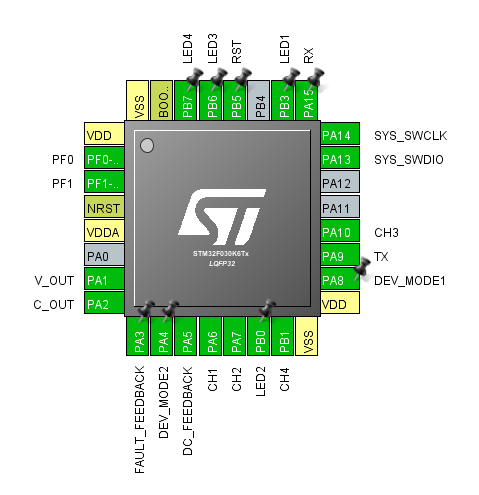 LED4
LED3
RST
LED1
RX
VSS
BOO..
PB7
PB6
PB5
PB4
PB3
PA15
VDD
PA14 SYS_SWCLK
PF0 PF0-..
PA13 SYS_SWDIO
PF1 PF1-..
PA12
NRST
PA11
VDDA
PA10 CH3
PA0
PA9 TX
V_OUT PA1
PA8 DEV_MODE1
C_OUT PA2
VDD
ST
STM32F030K6Tx
LQFP32
PA3
PA4
PA5
PA6
PA7
PB0
PB1
VSS
FAULT_FEEDBACK
DEV_MODE2
DC_FEEDBACK
CH1
CH2
LED2
CH4